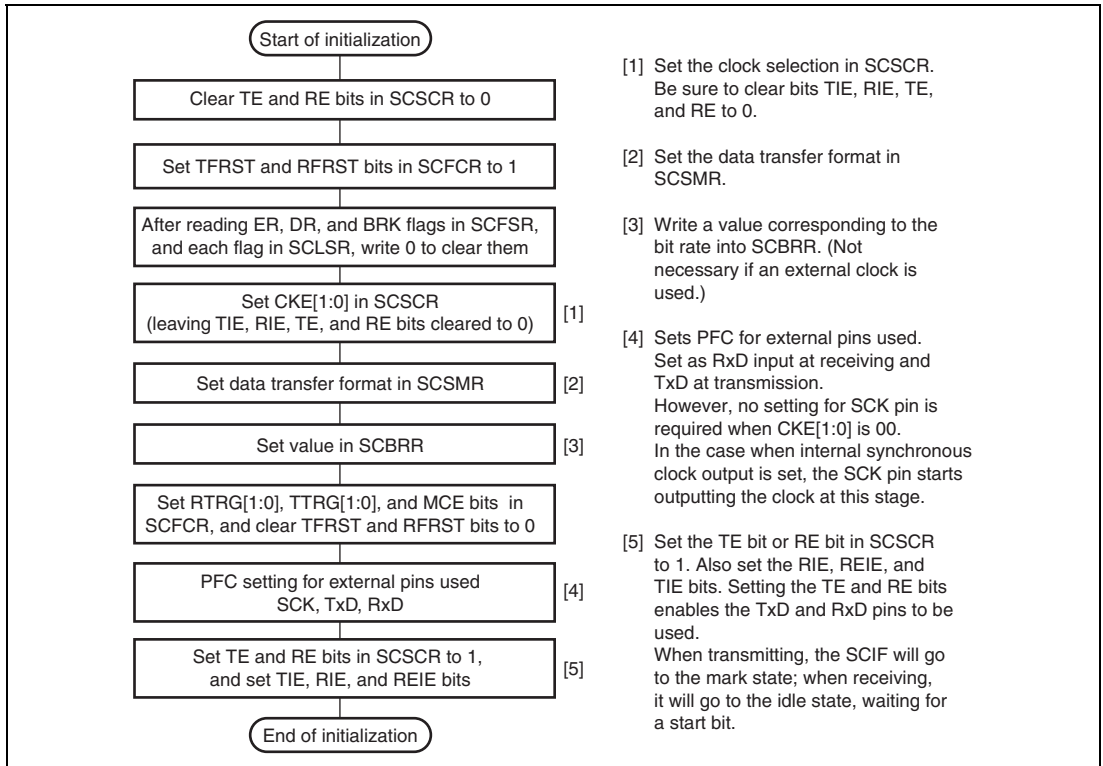 Start of initialization
Clear TE and RE bits in SCSCR to 0
Set TFRST and RFRST bits in SCFCR to 1
After reading ER, DR, and BRK flags in SCFSR,
and each flag in SCLSR, write 0 to clear them
Set CKE[1:0] in SCSCR
(leaving TIE, RIE, TE, and RE bits cleared to 0)
[1]
Set data transfer format in SCSMR
[2]
Set value in SCBRR
[3]
Set RTRG[1:0], TTRG[1:0], and MCE bits in
SCFCR, and clear TFRST and RFRST bits to 0
PFC setting for external pins used
SCK, TxD, RxD
[4]
Set TE and RE bits in SCSCR to 1,
and set TIE, RIE, and REIE bits
[5]
End of initialization
[1] Set the clock selection in SCSCR.
Be sure to clear bits TIE, RIE, TE,
and RE to 0.
[2] Set the data transfer format in
SCSMR.
[3] Write a value corresponding to the
bit rate into SCBRR. (Not
necessary if an external clock is
used.)
[4] Sets PFC for external pins used.
Set as RxD input at receiving and
TxD at transmission.
However, no setting for SCK pin is
required when CKE[1:0] is 00.
In the case when internal synchronous
clock output is set, the SCK pin starts
outputting the clock at this stage.
[5] Set the TE bit or RE bit in SCSCR
to 1. Also set the RIE, REIE, and
TIE bits. Setting the TE and RE bits
enables the TxD and RxD pins to be
used.
When transmitting, the SCIF will go
to the mark state; when receiving,
it will go to the idle state, waiting for
a start bit.